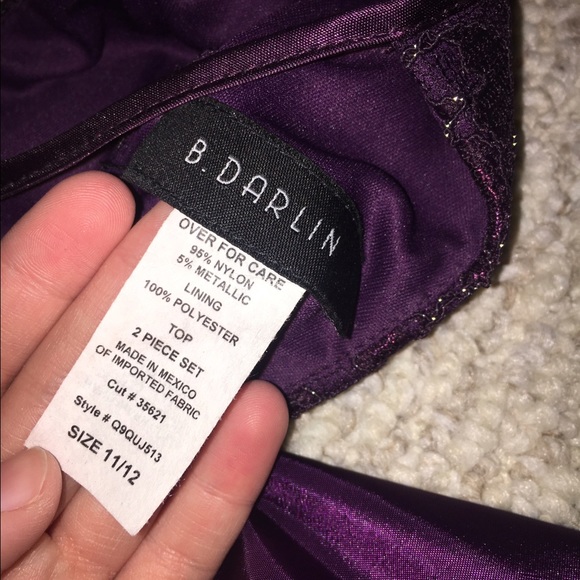 B. DARLIN
OVER FOR CARE
95% NYLON
5% METALLIC
LINING
100% POLYESTER
TOP
2 PIECE SET
MADE IN MEXICO
OF IMPORTED FABRIC
Cut # 35621
Style # Q9QUJ513
SIZE 11/12